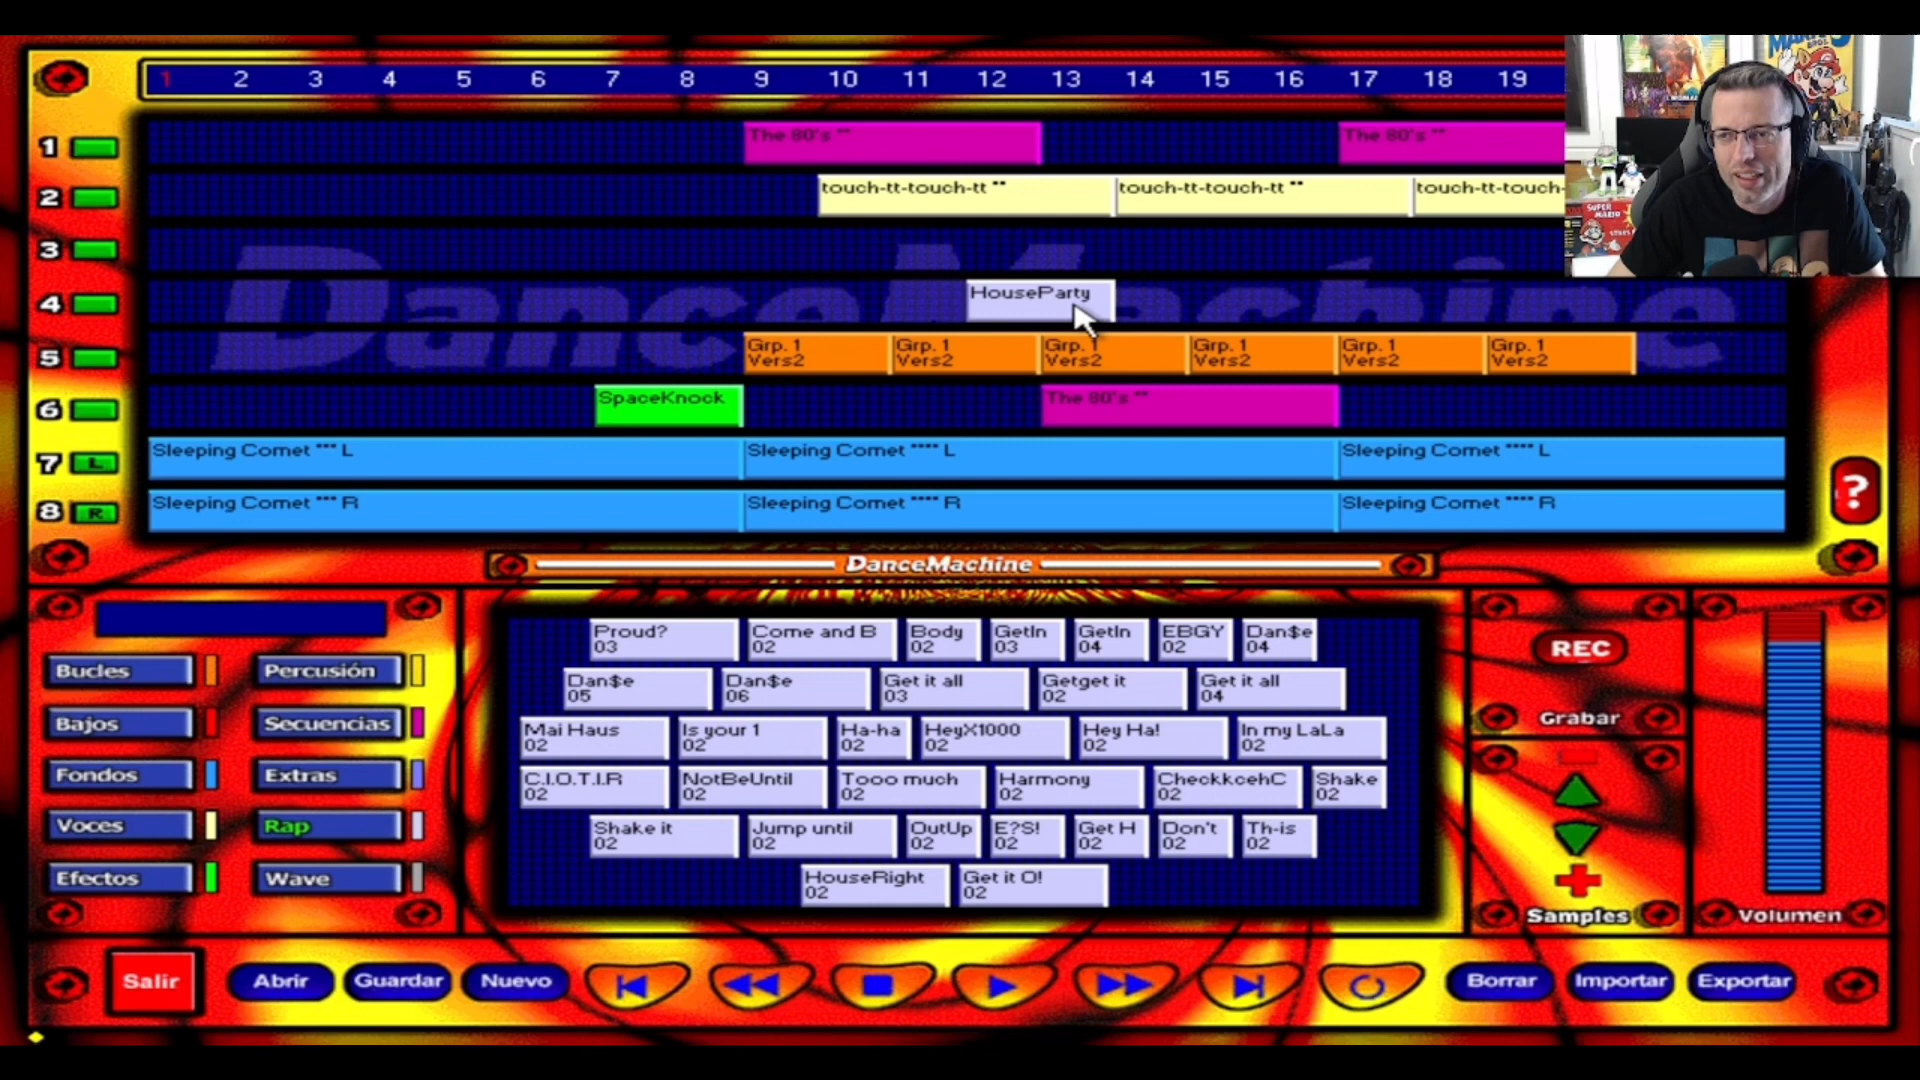 1 2 3 4 5 6 7 8 9 10 11 12 13 14 15 16 17 18 19
1 The 80's ** The 80's **
2 touch-tt-touch-tt ** touch-tt-touch-tt ** touch-tt-touch-
3
DanceMachine
4 HouseParty
5 Grp. 1 Grp. 1 Grp. 1 Grp. 1 Grp. 1 Grp. 1
Vers2 Vers2 Vers2 Vers2 Vers2 Vers2
6 SpaceKnock The 80's **
7 L Sleeping Comet *** L Sleeping Comet **** L Sleeping Comet **** L
8 R Sleeping Comet *** R Sleeping Comet **** R Sleeping Comet **** R
?
SUPER
MARIO
DanceMachine
Bucles Percusión
Bajos Secuencias
Fondos Extras
Voces Rap
Efectos Wave
Proud? Come and B Body GetIn GetIn EBGY Dan$e
03 02 02 03 04 02 04
Dan$e Dan$e Get it all Getget it Get it all
05 06 03 02 04
Mai Haus Is your 1 Ha-ha HeyX1000 Hey Ha! In my LaLa
02 02 02 02 02 02
C.I.O.T.I.R NotBeUntil Tooo much Harmony CheckkcehC Shake
02 02 02 02 02 02
Shake it Jump until OutUp E?S! Get H Don't Th-is
02 02 02 02 02 02 02
HouseRight Get it O!
02 02
REC
Grabar
Samples
Volumen
Salir Abrir Guardar Nuevo Borrar Importar Exportar